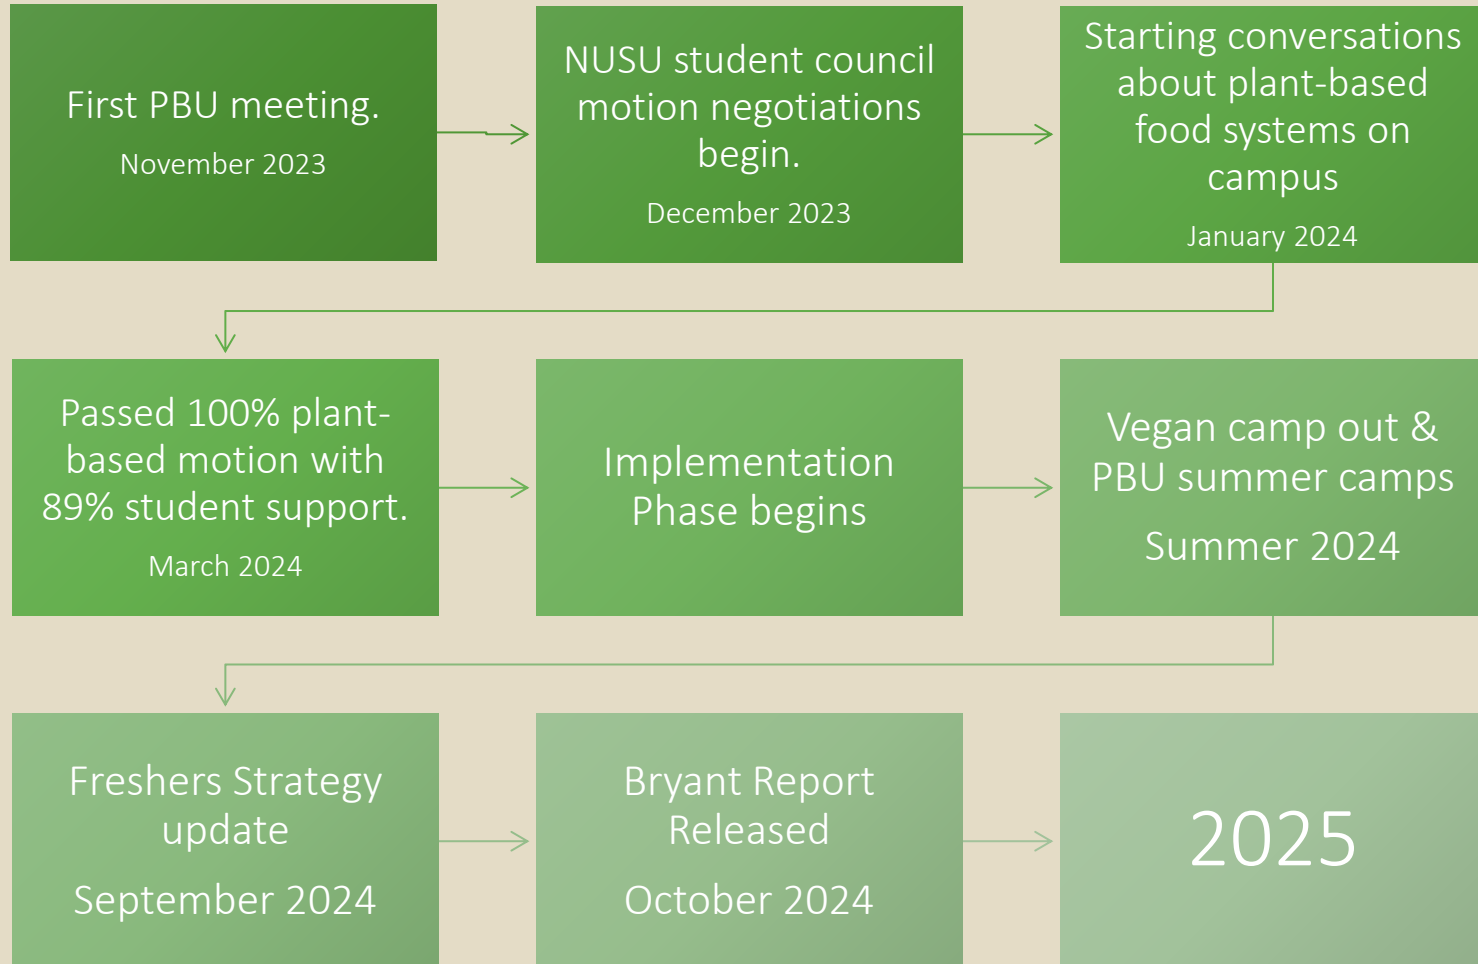 First PBU meeting.
November 2023
NUSU student council
motion negotiations
begin.
December 2023
Starting conversations
about plant-based
food systems on
campus
January 2024
Passed 100% plant-
based motion with
89% student support.
March 2024
Implementation
Phase begins
Vegan camp out &
PBU summer camps
Summer 2024
Freshers Strategy
update
September 2024
Bryant Report
Released
October 2024
2025